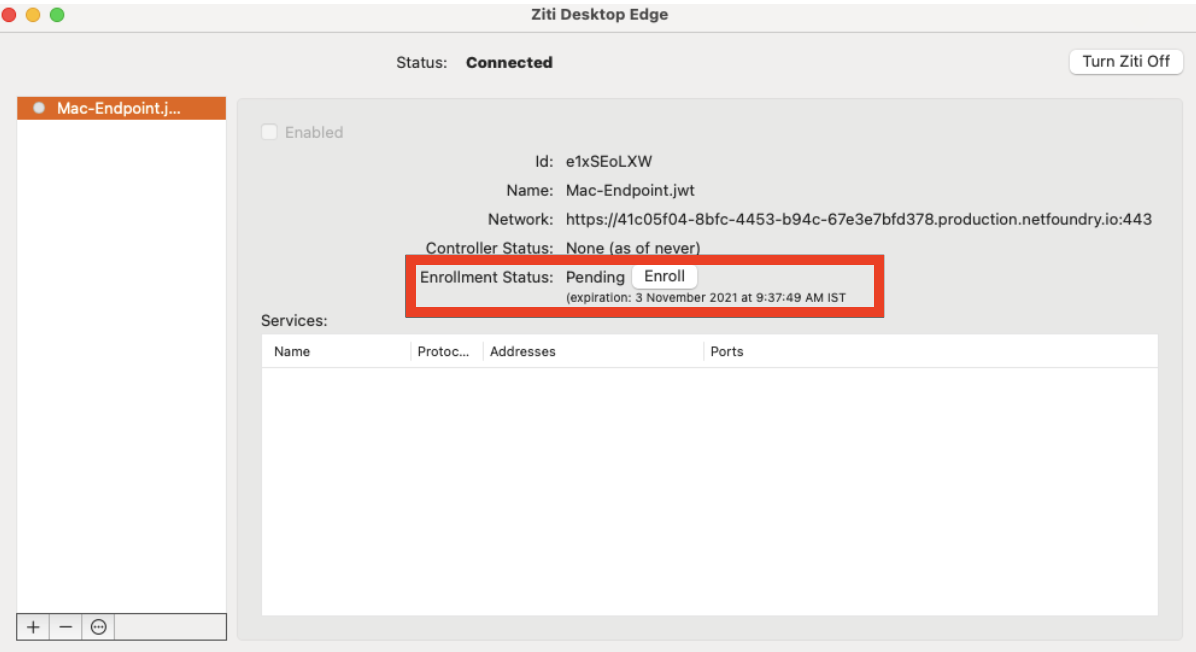 Ziti Desktop Edge
Status: Connected
Turn Ziti Off
Mac-Endpoint.j...
Enabled
Id: e1xSEoLXW
Name: Mac-Endpoint.jwt
Network: https://41c05f04-8bfc-4453-b94c-67e3e7bfd378.production.netfoundry.io:443
Controller Status: None (as of never)
Enrollment Status: Pending Enroll
(expiration: 3 November 2021 at 9:37:49 AM IST
Services:
Name Protoc... Addresses Ports